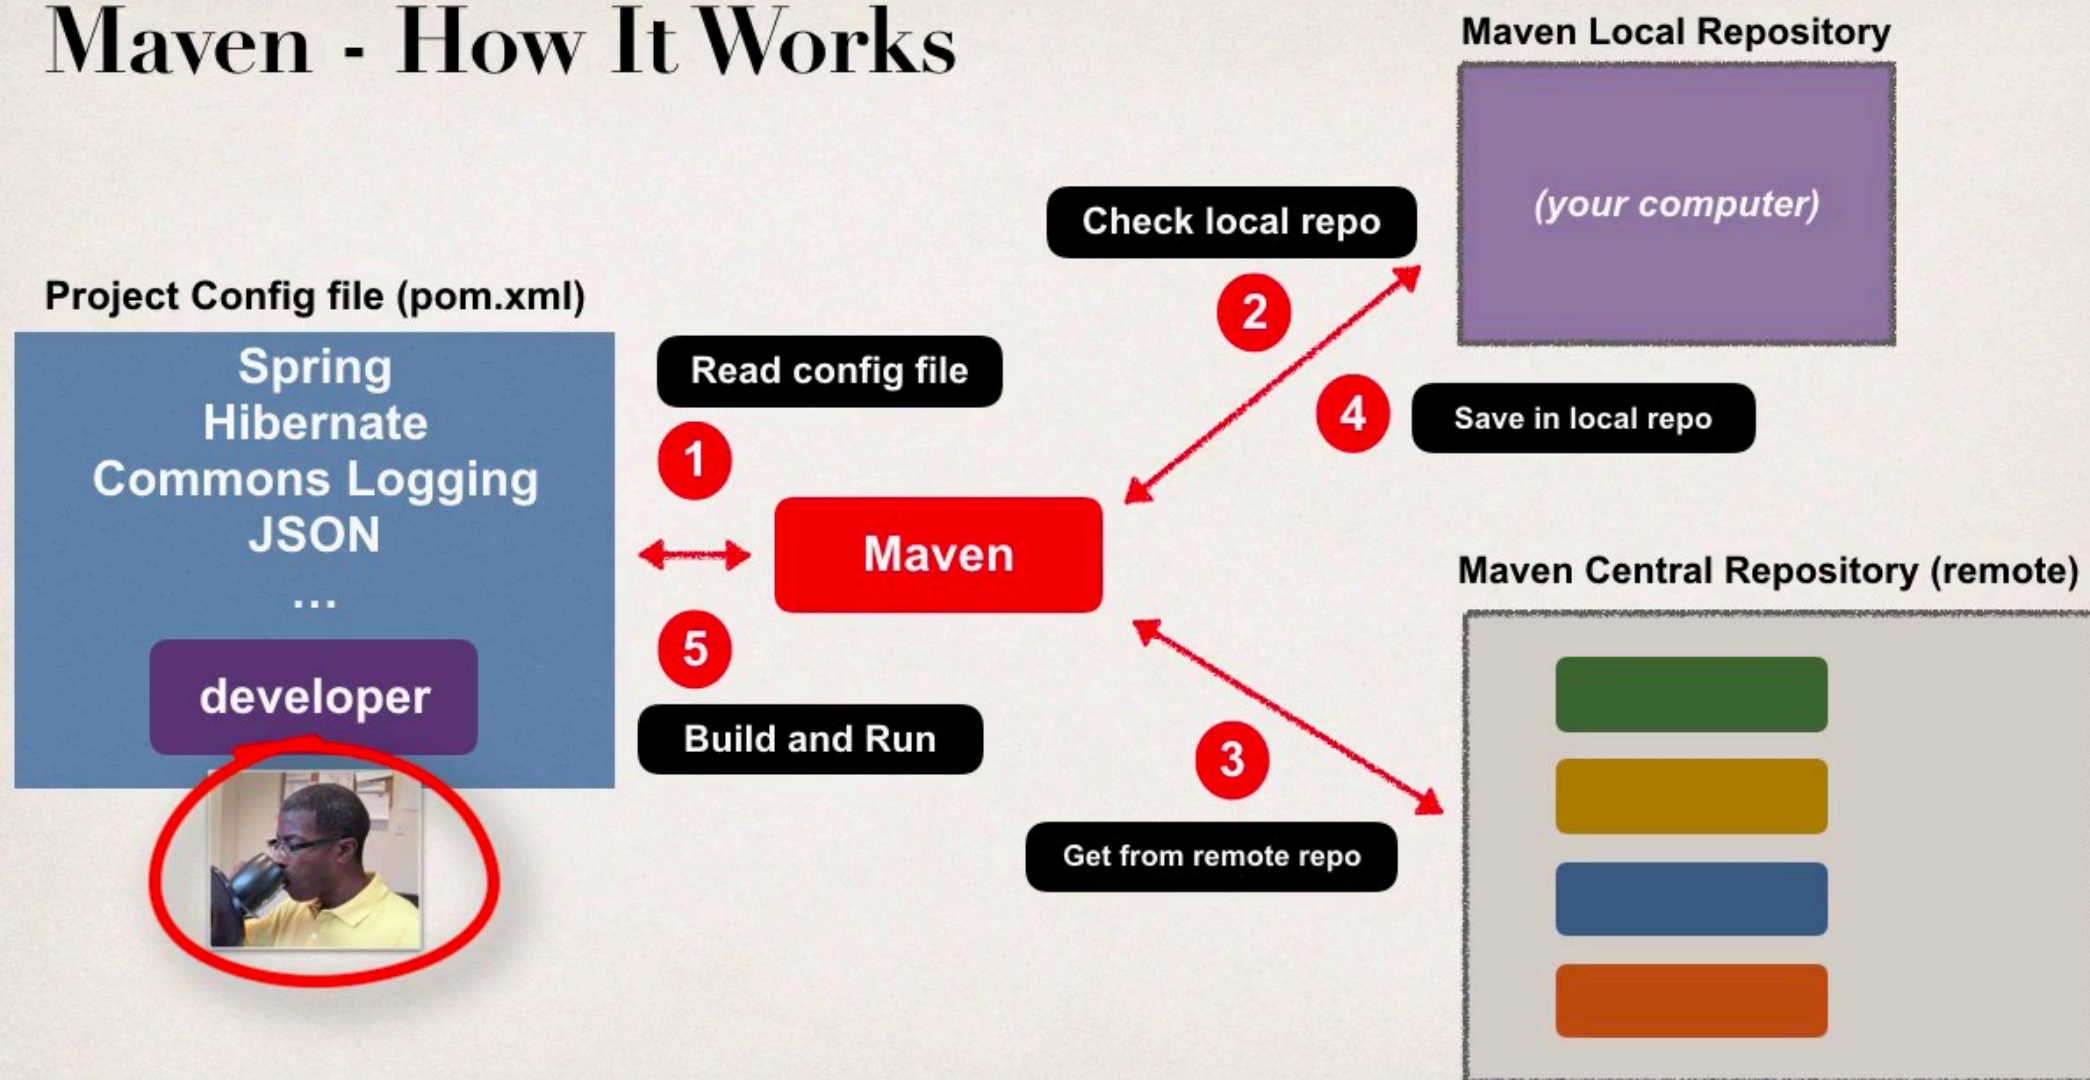 Maven - How It Works
Maven Local Repository
(your computer)
Check local repo
2
Project Config file (pom.xml)
Spring
Hibernate
Commons Logging
JSON
...
developer
Read config file
1
4
Save in local repo
Maven
5
Build and Run
Maven Central Repository (remote)
3
Get from remote repo